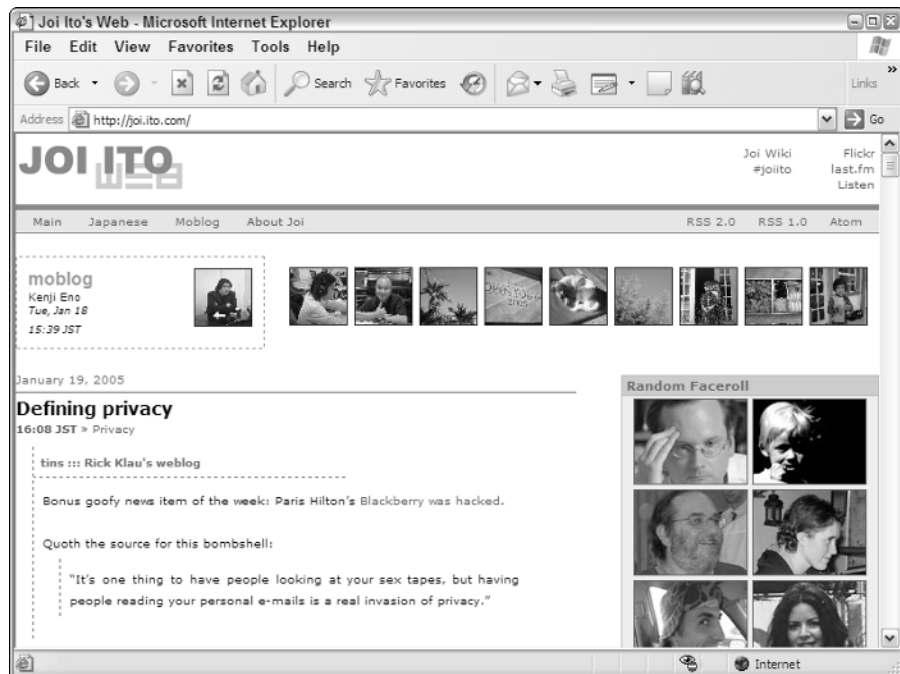 Joi Ito's Web - Microsoft Internet Explorer
File Edit View Favorites Tools Help
Back Search Favorites Links »
Address http://joi.ito.com/ Go
JOI ITO
WEB
Joi Wiki Flickr
#joiito last.fm
Listen
Main Japanese Moblog About Joi RSS 2.0 RSS 1.0 Atom
moblog
Kenji Eno
Tue, Jan 18
15:39 JST
January 19, 2005
Defining privacy
16:08 JST » Privacy
tins ::: Rick Klau's weblog
Bonus goofy news item of the week: Paris Hilton's Blackberry was hacked.
Quoth the source for this bombshell:
"It's one thing to have people looking at your sex tapes, but having
people reading your personal e-mails is a real invasion of privacy."
Random Faceroll
Internet